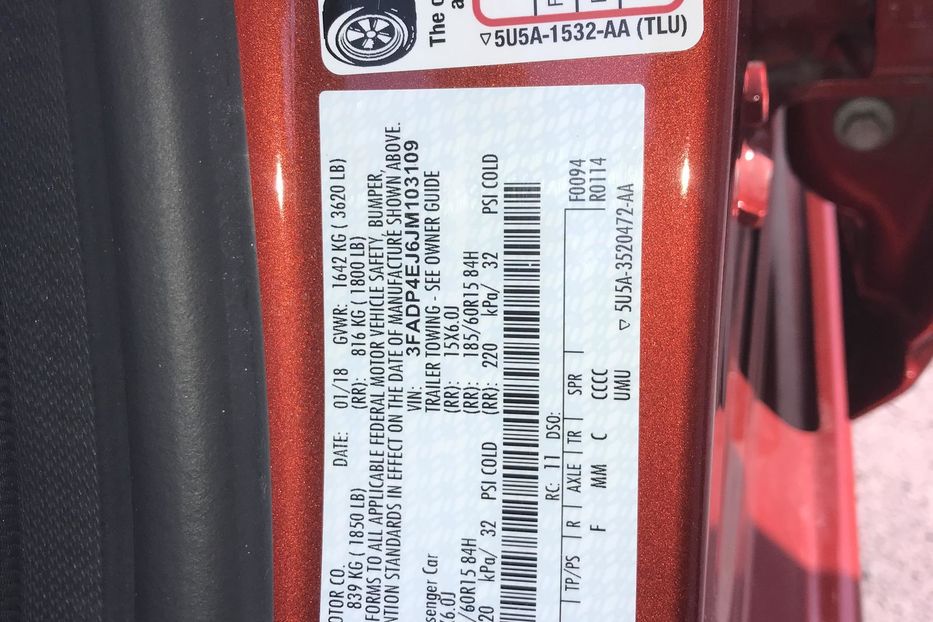 The
a
5U5A-1532-AA (TLU)
OTOR CO. DATE: 01/18 GVWR: 1642 KG ( 3620 LB)
839 KG ( 1850 LB) (RR): 816 KG ( 1800 LB)
FORMS TO ALL APPLICABLE FEDERAL MOTOR VEHICLE SAFETY, BUMPER,
NTION STANDARDS IN EFFECT ON THE DATE OF MANUFACTURE SHOWN ABOVE.
VIN: 3FADP4EJ6JM103109
senger Car TRAILER TOWING - SEE OWNER GUIDE
X6.0J (RR): 15X6.0J
/60R15 84H (RR): 185/60R15 84H
20 kPa/ 32 PSI COLD (RR): 220 kPa/ 32 PSI COLD
RC: 11 DSO:
TP/PS R AXLE TR SPR F0094
F MM C CCCC R0114
UMU
5U5A-3520472-AA